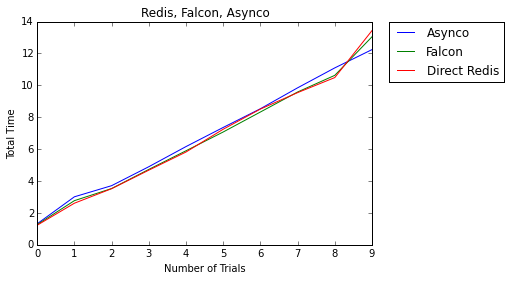 Redis, Falcon, Asynco
Asynco
Falcon
Direct Redis
Total Time
14
12
10
8
6
4
2
0
0 1 2 3 4 5 6 7 8 9
Number of Trials